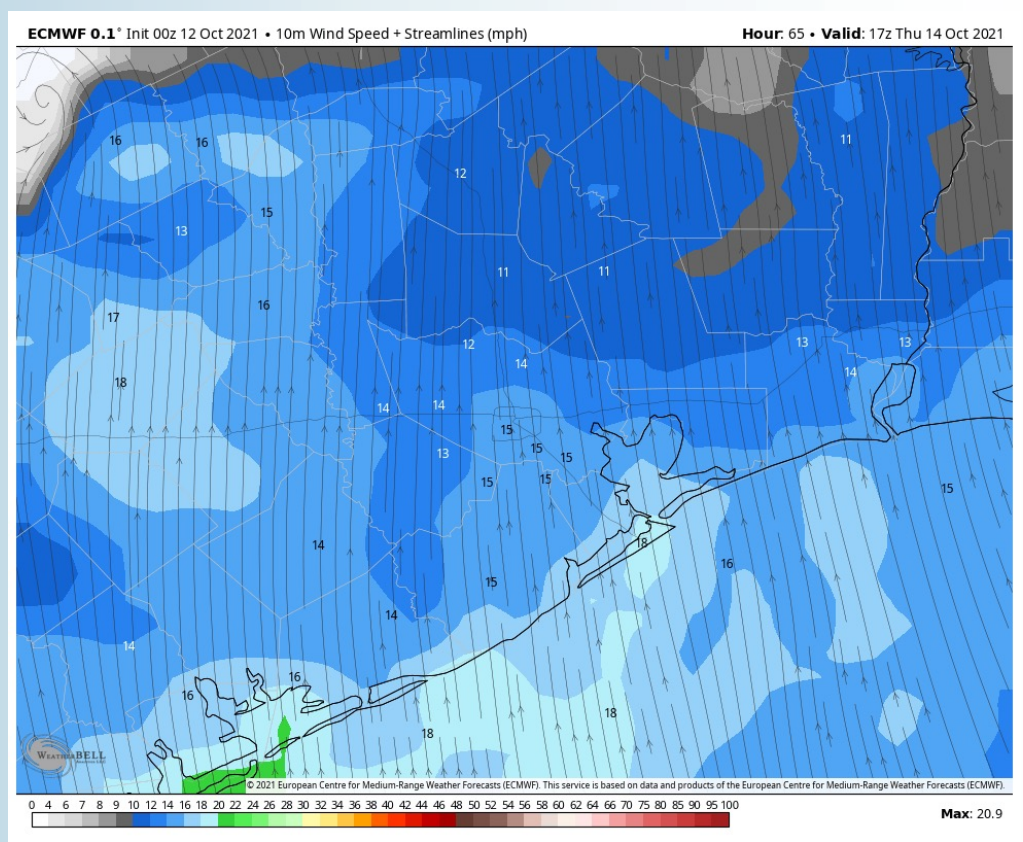 ECMWF 0.1° Init 00z 12 Oct 2021 • 10m Wind Speed + Streamlines (mph) Hour: 65 • Valid: 17z Thu 14 Oct 2021
16 16 11
12
15
13
11 11
16
17
12 13 13
14
18 14
14 14
15
15
13 15
15 15 15
18
14 16
15
14
14
16
16
18
18
WEATHERBELL
© 2021 European Centre for Medium-Range Weather Forecasts (ECMWF). This service is based on data and products of the European Centre for Medium-Range Weather Forecasts (ECMWF).
0 4 6 7 8 9 10 12 14 16 18 20 22 24 26 28 30 32 34 36 38 40 42 44 46 48 50 52 54 56 58 60 62 64 66 70 75 80 85 90 95 100
Max: 20.9